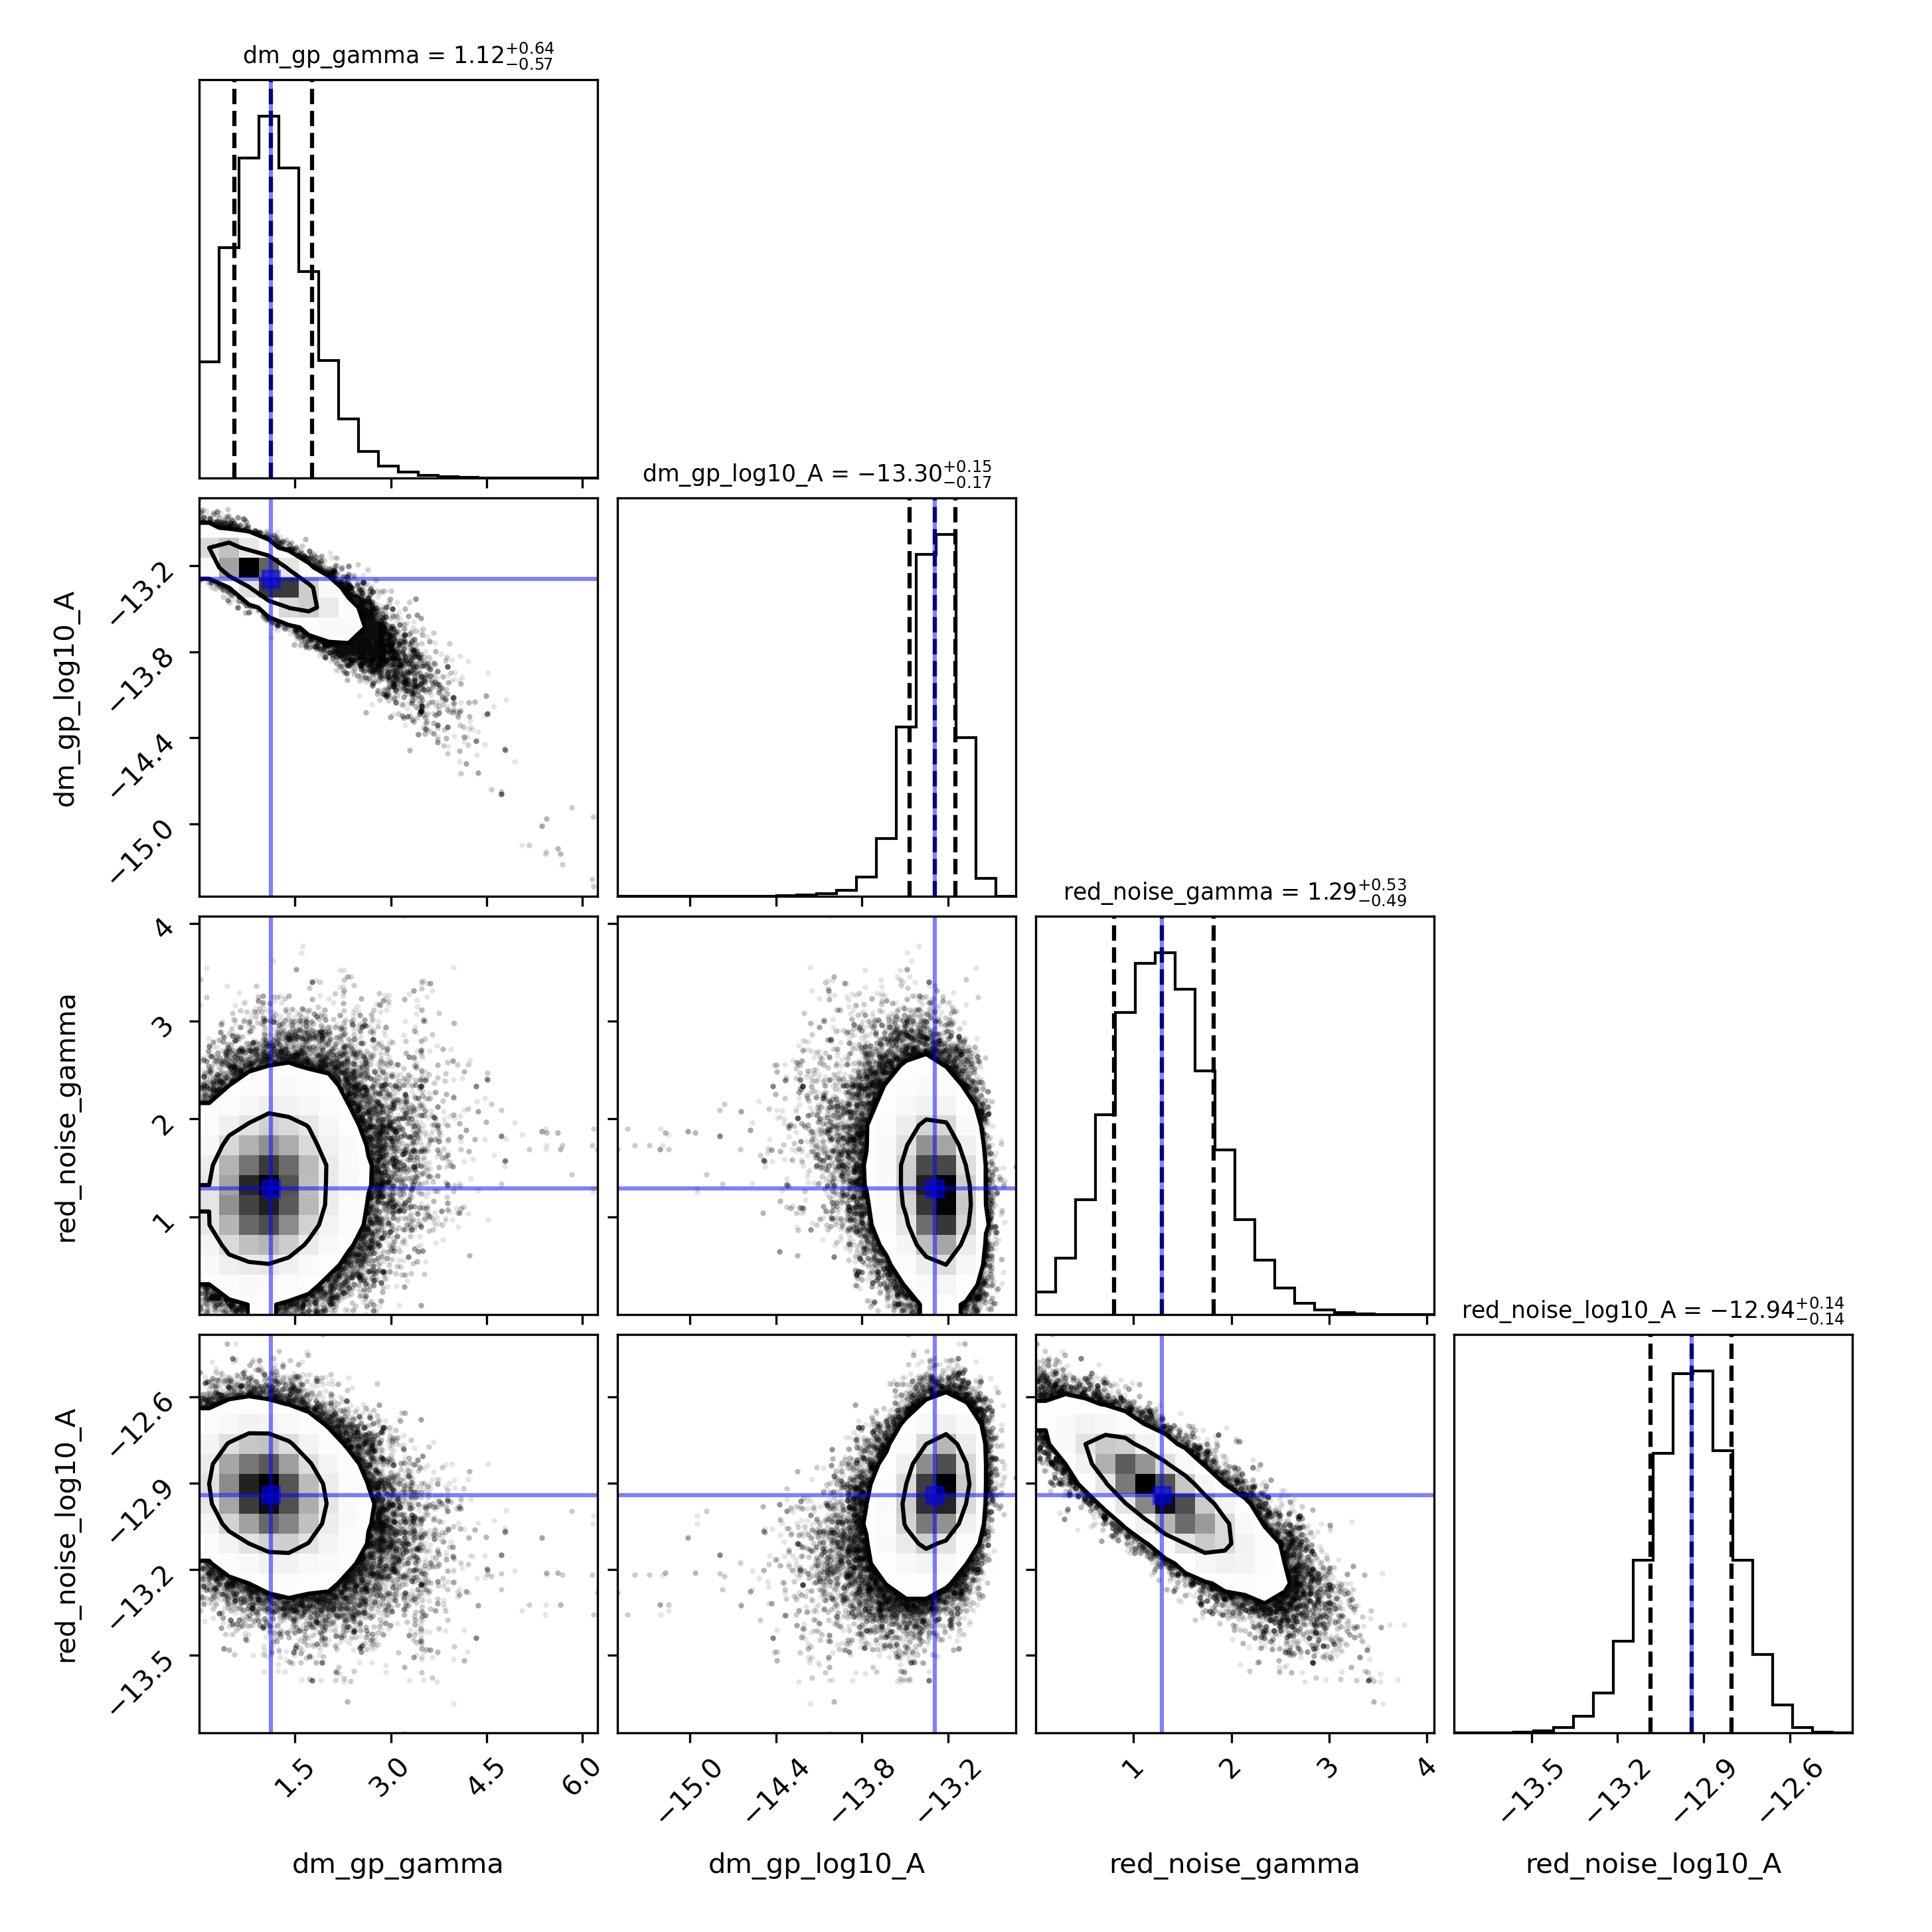 dm_gp_gamma = 1.12+0.64−0.57
dm_gp_log10_A = −13.30+0.15−0.17
−13.2
−13.8
−14.4
−15.0
dm_gp_log10_A
red_noise_gamma = 1.29+0.53−0.49
4
3
2
1
red_noise_gamma
red_noise_log10_A = −12.94+0.14−0.14
−12.6
−12.9
−13.2
−13.5
red_noise_log10_A
1.5 3.0 4.5 6.0 −15.0 −14.4 −13.8 −13.2 1 2 3 4 −13.5 −13.2 −12.9 −12.6
dm_gp_gamma dm_gp_log10_A red_noise_gamma red_noise_log10_A